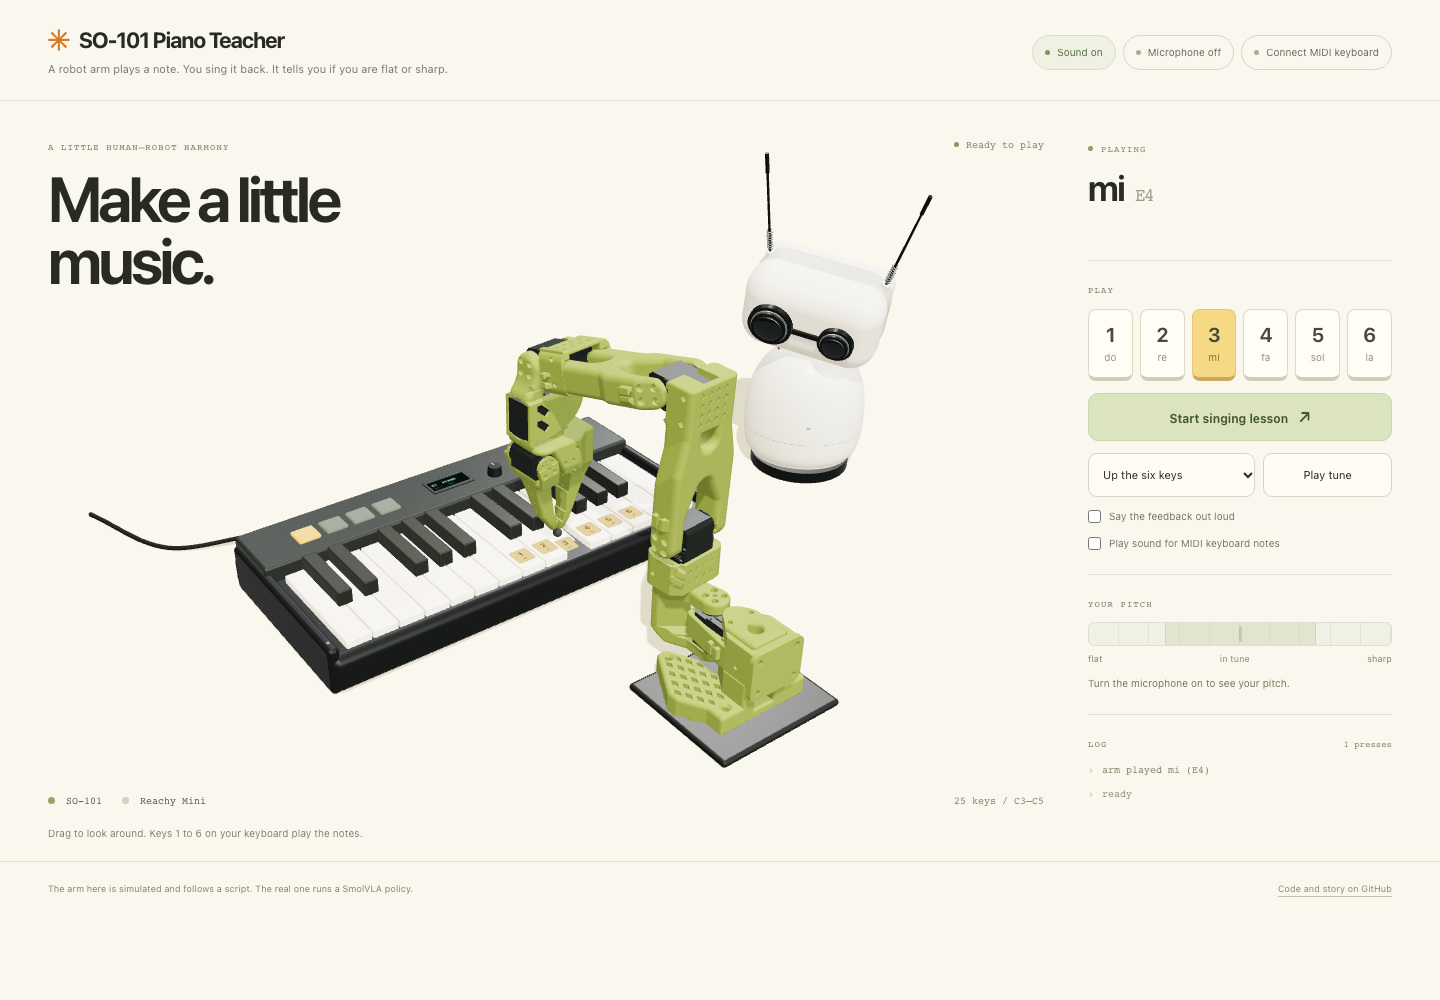 SO-101 Piano Teacher
A robot arm plays a note. You sing it back. It tells you if you are flat or sharp.
Sound on
Microphone off
Connect MIDI keyboard
A LITTLE HUMAN—ROBOT HARMONY
Ready to play
Make a little
music.
PLAYING
mi E4
PLAY
1 2 3 4 5 6
do re mi fa sol la
Start singing lesson
Up the six keys
Play tune
Say the feedback out loud
Play sound for MIDI keyboard notes
YOUR PITCH
flat in tune sharp
Turn the microphone on to see your pitch.
LOG 1 presses
arm played mi (E4)
ready
1 2 3 4 5 6
SO-101 Reachy Mini
25 keys / C3—C5
Drag to look around. Keys 1 to 6 on your keyboard play the notes.
The arm here is simulated and follows a script. The real one runs a SmolVLA policy.
Code and story on GitHub